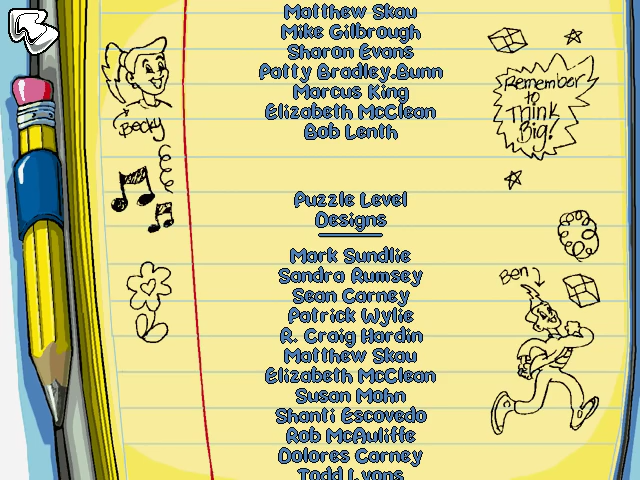 Matthew Skau
Mike Gilbrough
Sharon Evans
Patty Bradley.Bunn
Marcus King
Elizabeth McClean
Bob Lenth
Becky
Remember
to
Think
Big!
Puzzle Level
Designs
Mark Sundlie
Sandra Rumsey
Sean Carney
Patrick Wylie
R. Craig Hardin
Matthew Skau
Elizabeth McClean
Susan Mohn
Shanti Escovedo
Rob McAuliffe
Dolores Carney
Todd Lyons
Ben